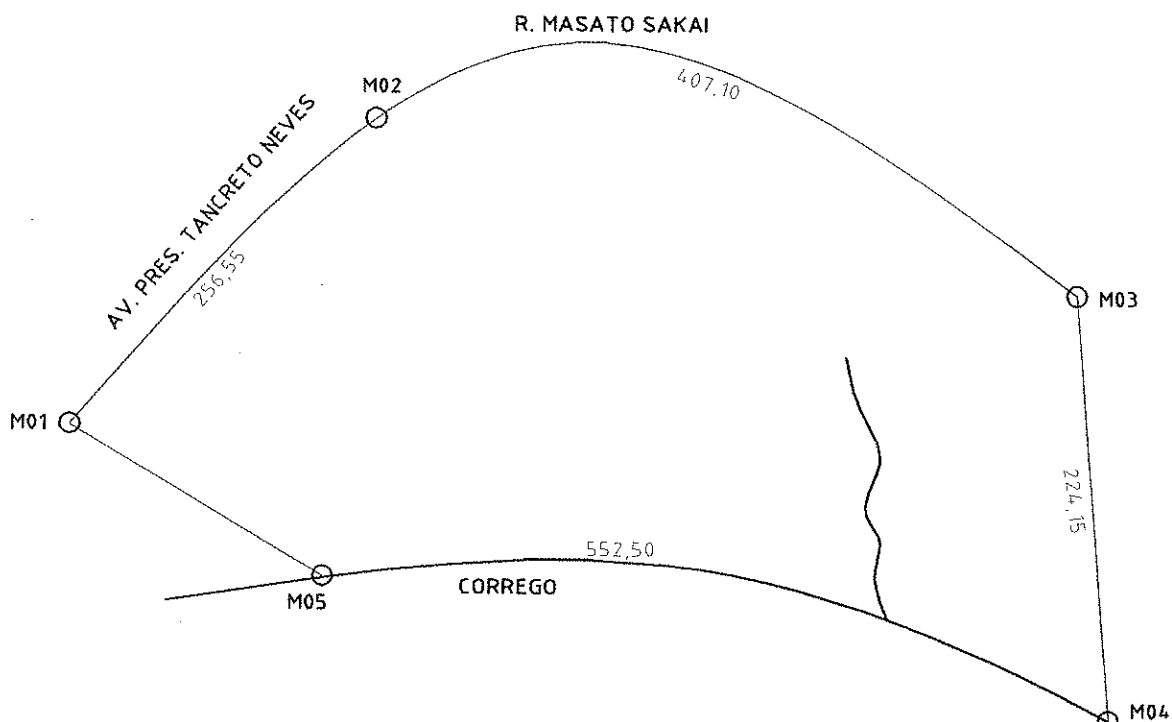 R. MASATO SAKAI
407,10
M02
AV. PRES. TANCRETO NEVES
256,55
M03
M01
224,15
552,50
CORREGO
M05
M04